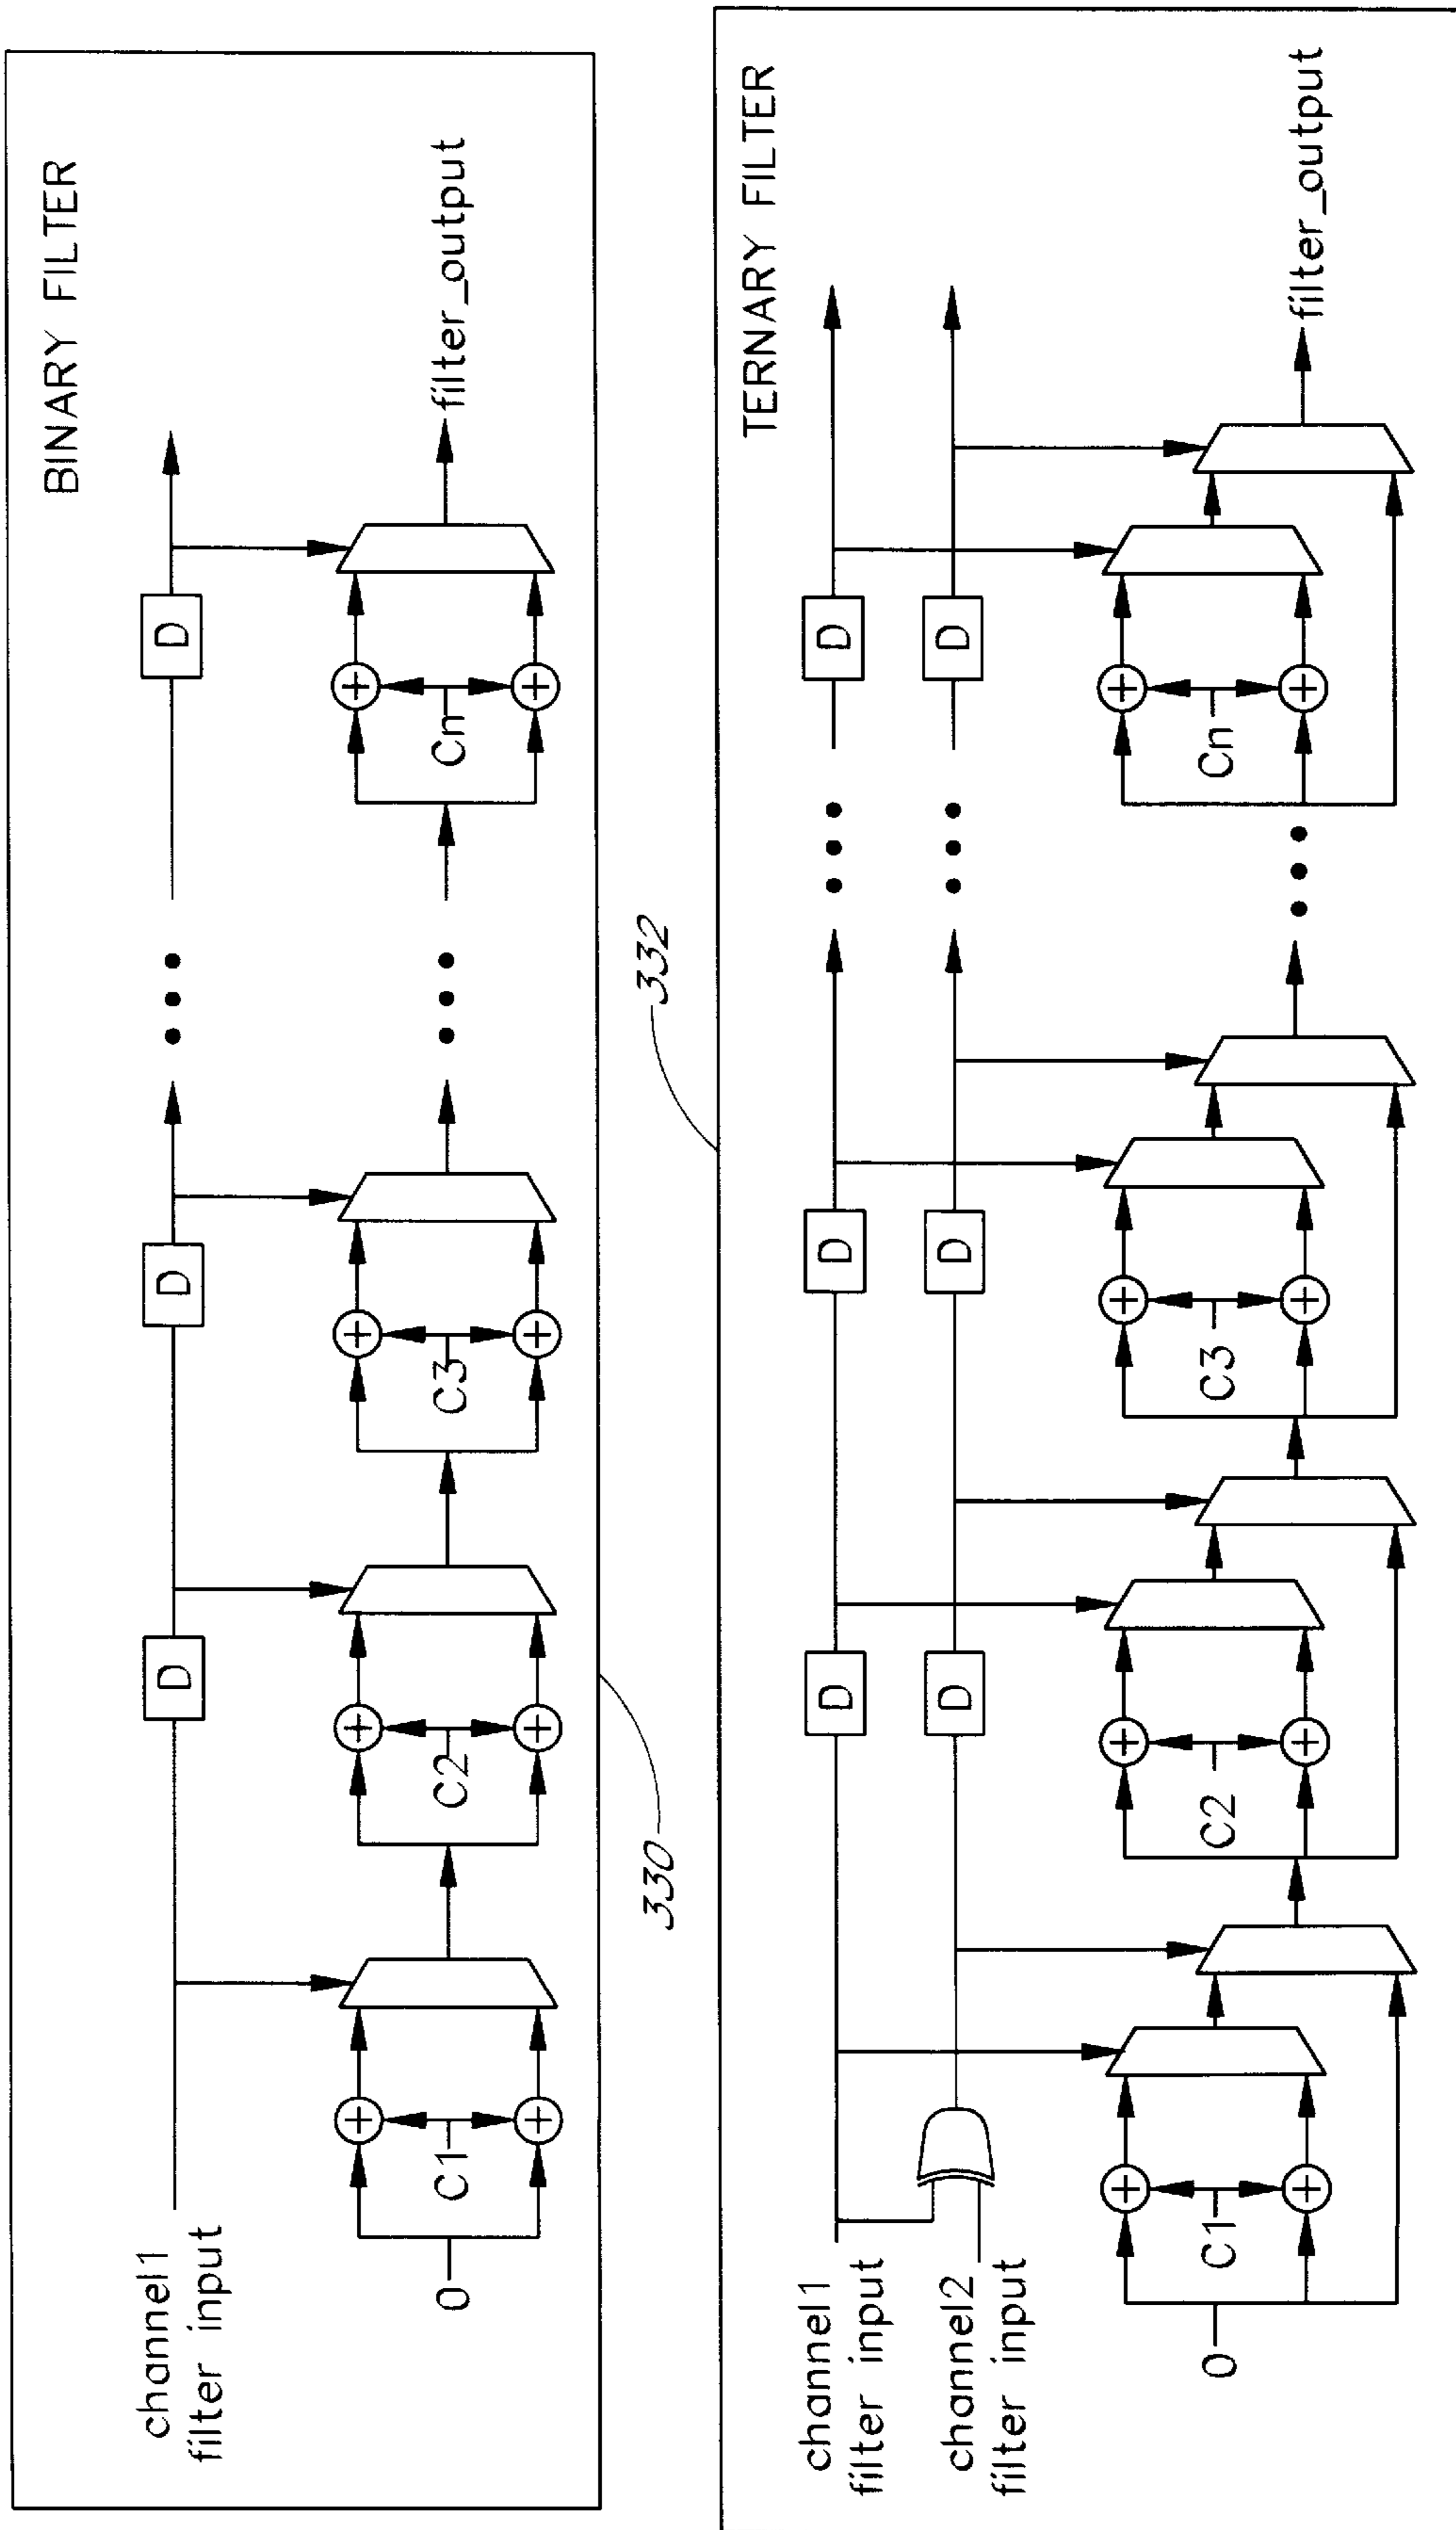 BINARY FILTER
channel1
filter input
D
D
D
filter_output
0
C1
C2
C3
Cn
+
+
+
+
+
+
+
+
330
332
TERNARY FILTER
channel1
filter input
D
D
D
channel2
filter input
D
D
D
filter_output
0
C1
C2
C3
Cn
+
+
+
+
+
+
+
+